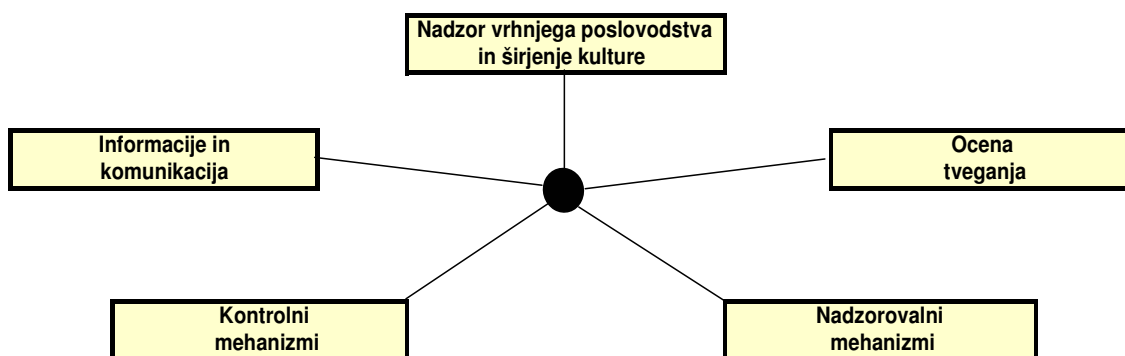 Nadzor vrhnjega poslovodstva
in širjenje kulture
Informacije in
komunikacija
Ocena
tveganja
Kontrolni
mehanizmi
Nadzorovalni
mehanizmi